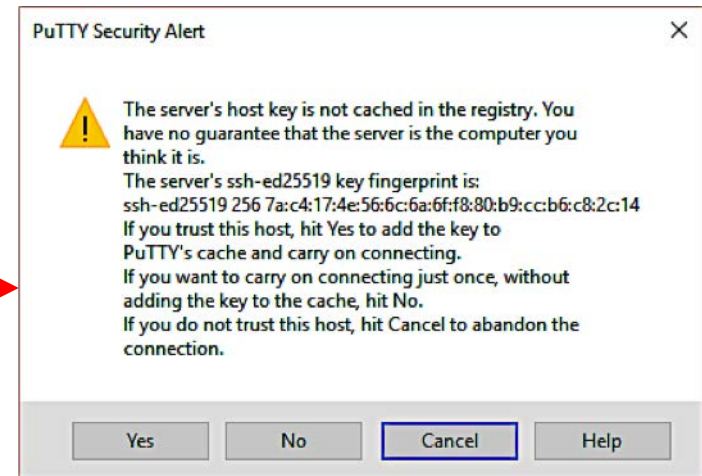 PuTTY Security Alert
The server's host key is not cached in the registry. You
have no guarantee that the server is the computer you
think it is.
The server's ssh-ed25519 key fingerprint is:
ssh-ed25519 256 7a:c4:17:4e:56:6c:6a:6f:f8:80:b9:cc:b6:c8:2c:14
If you trust this host, hit Yes to add the key to
PuTTY's cache and carry on connecting.
If you want to carry on connecting just once, without
adding the key to the cache, hit No.
If you do not trust this host, hit Cancel to abandon the
connection.
Yes No Cancel Help